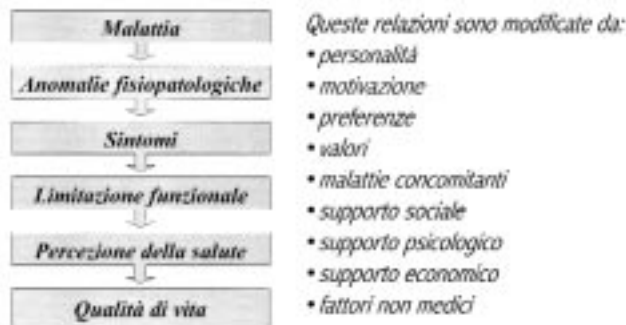 Malattia
Anomalie fisiopatologiche
Sintomi
Limitazione funzionale
Percezione della salute
Qualità di vita
Queste relazioni sono modificate da:
• personalità
• motivazione
• preferenze
• valori
• malattie concomitanti
• supporto sociale
• supporto psicologico
• supporto economico
• fattori non medici